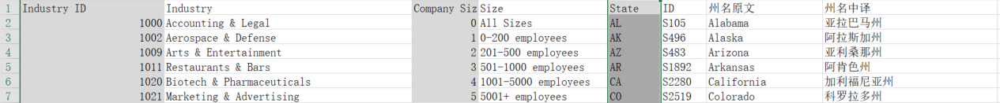 1 Industry ID Industry Company Siz Size State ID 州名原文 州名中译
2 1000 Accounting & Legal 0 All Sizes AL S105 Alabama 亚拉巴马州
3 1002 Aerospace & Defense 1 0-200 employees AK S496 Alaska 阿拉斯加州
4 1009 Arts & Entertainment 2 201-500 employees AZ S483 Arizona 亚利桑那州
5 1011 Restaurants & Bars 3 501-1000 employees AR S1892 Arkansas 阿肯色州
6 1020 Biotech & Pharmaceuticals 4 1001-5000 employees CA S2280 California 加利福尼亚州
7 1021 Marketing & Advertising 5 5001+ employees CO S2519 Colorado 科罗拉多州